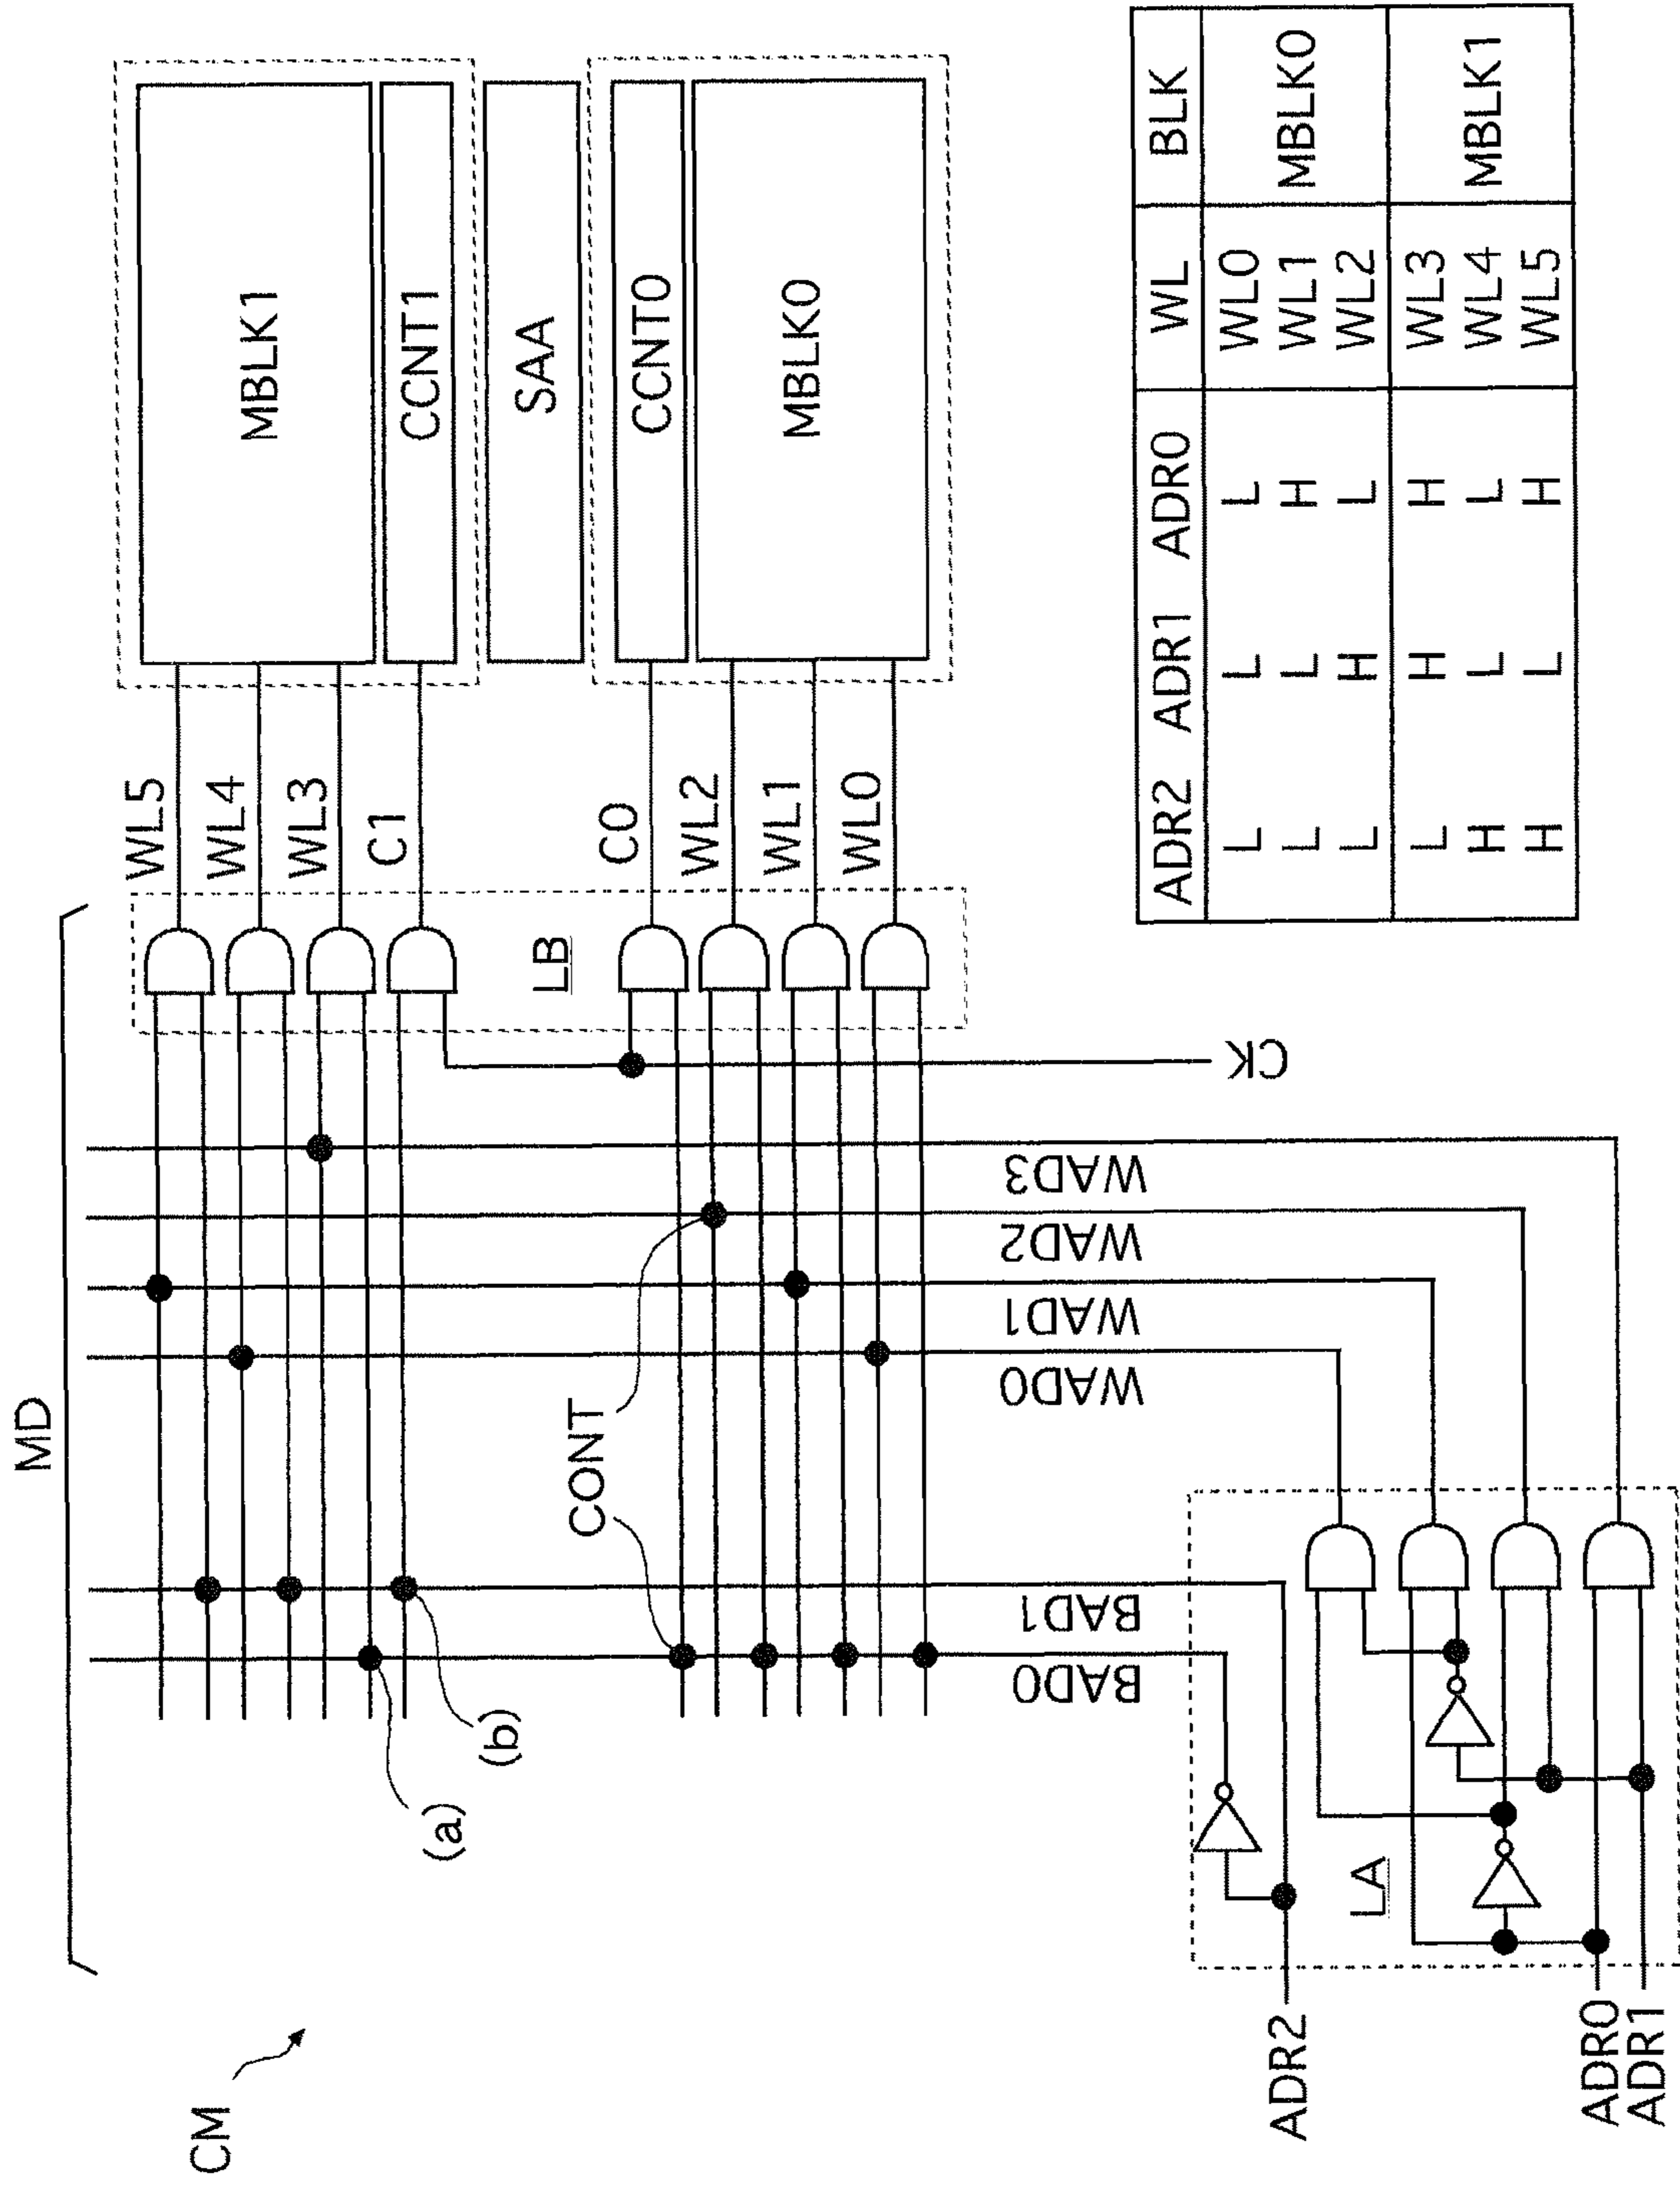 MD
CM
WL5
WL4
WL3
C1
C0
WL2
WL1
WL0
LB
MBLK1
CCNT1
SAA
CCNT0
MBLK0
CONT
(a)
(b)
BAD0
BAD1
WAD0
WAD1
WAD2
WAD3
CK
LA
ADR2
ADR0
ADR1
ADR2 ADR1 ADR0 WL BLK
L L L WL0
L L H WL1 MBLK0
L H L WL2
L H H WL3
H L L WL4 MBLK1
H L H WL5